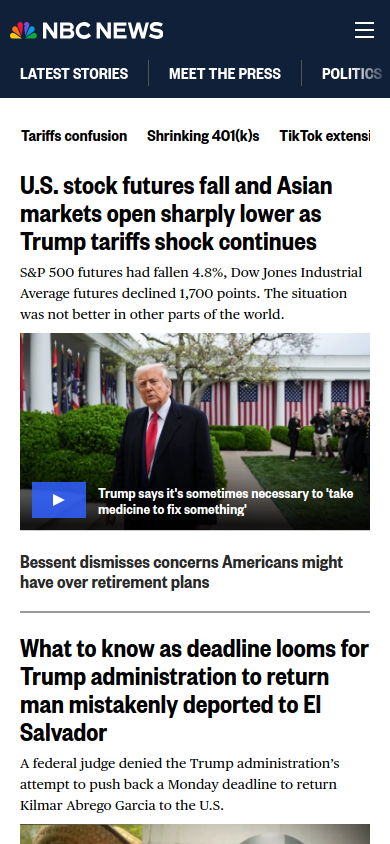 NBC NEWS
LATEST STORIES MEET THE PRESS POLITICS
Tariffs confusion Shrinking 401(k)s TikTok extensi
U.S. stock futures fall and Asian
markets open sharply lower as
Trump tariffs shock continues
S&P 500 futures had fallen 4.8%, Dow Jones Industrial
Average futures declined 1,700 points. The situation
was not better in other parts of the world.
Trump says it's sometimes necessary to 'take
medicine to fix something'
Bessent dismisses concerns Americans might
have over retirement plans
What to know as deadline looms for
Trump administration to return
man mistakenly deported to El
Salvador
A federal judge denied the Trump administration’s
attempt to push back a Monday deadline to return
Kilmar Abrego Garcia to the U.S.